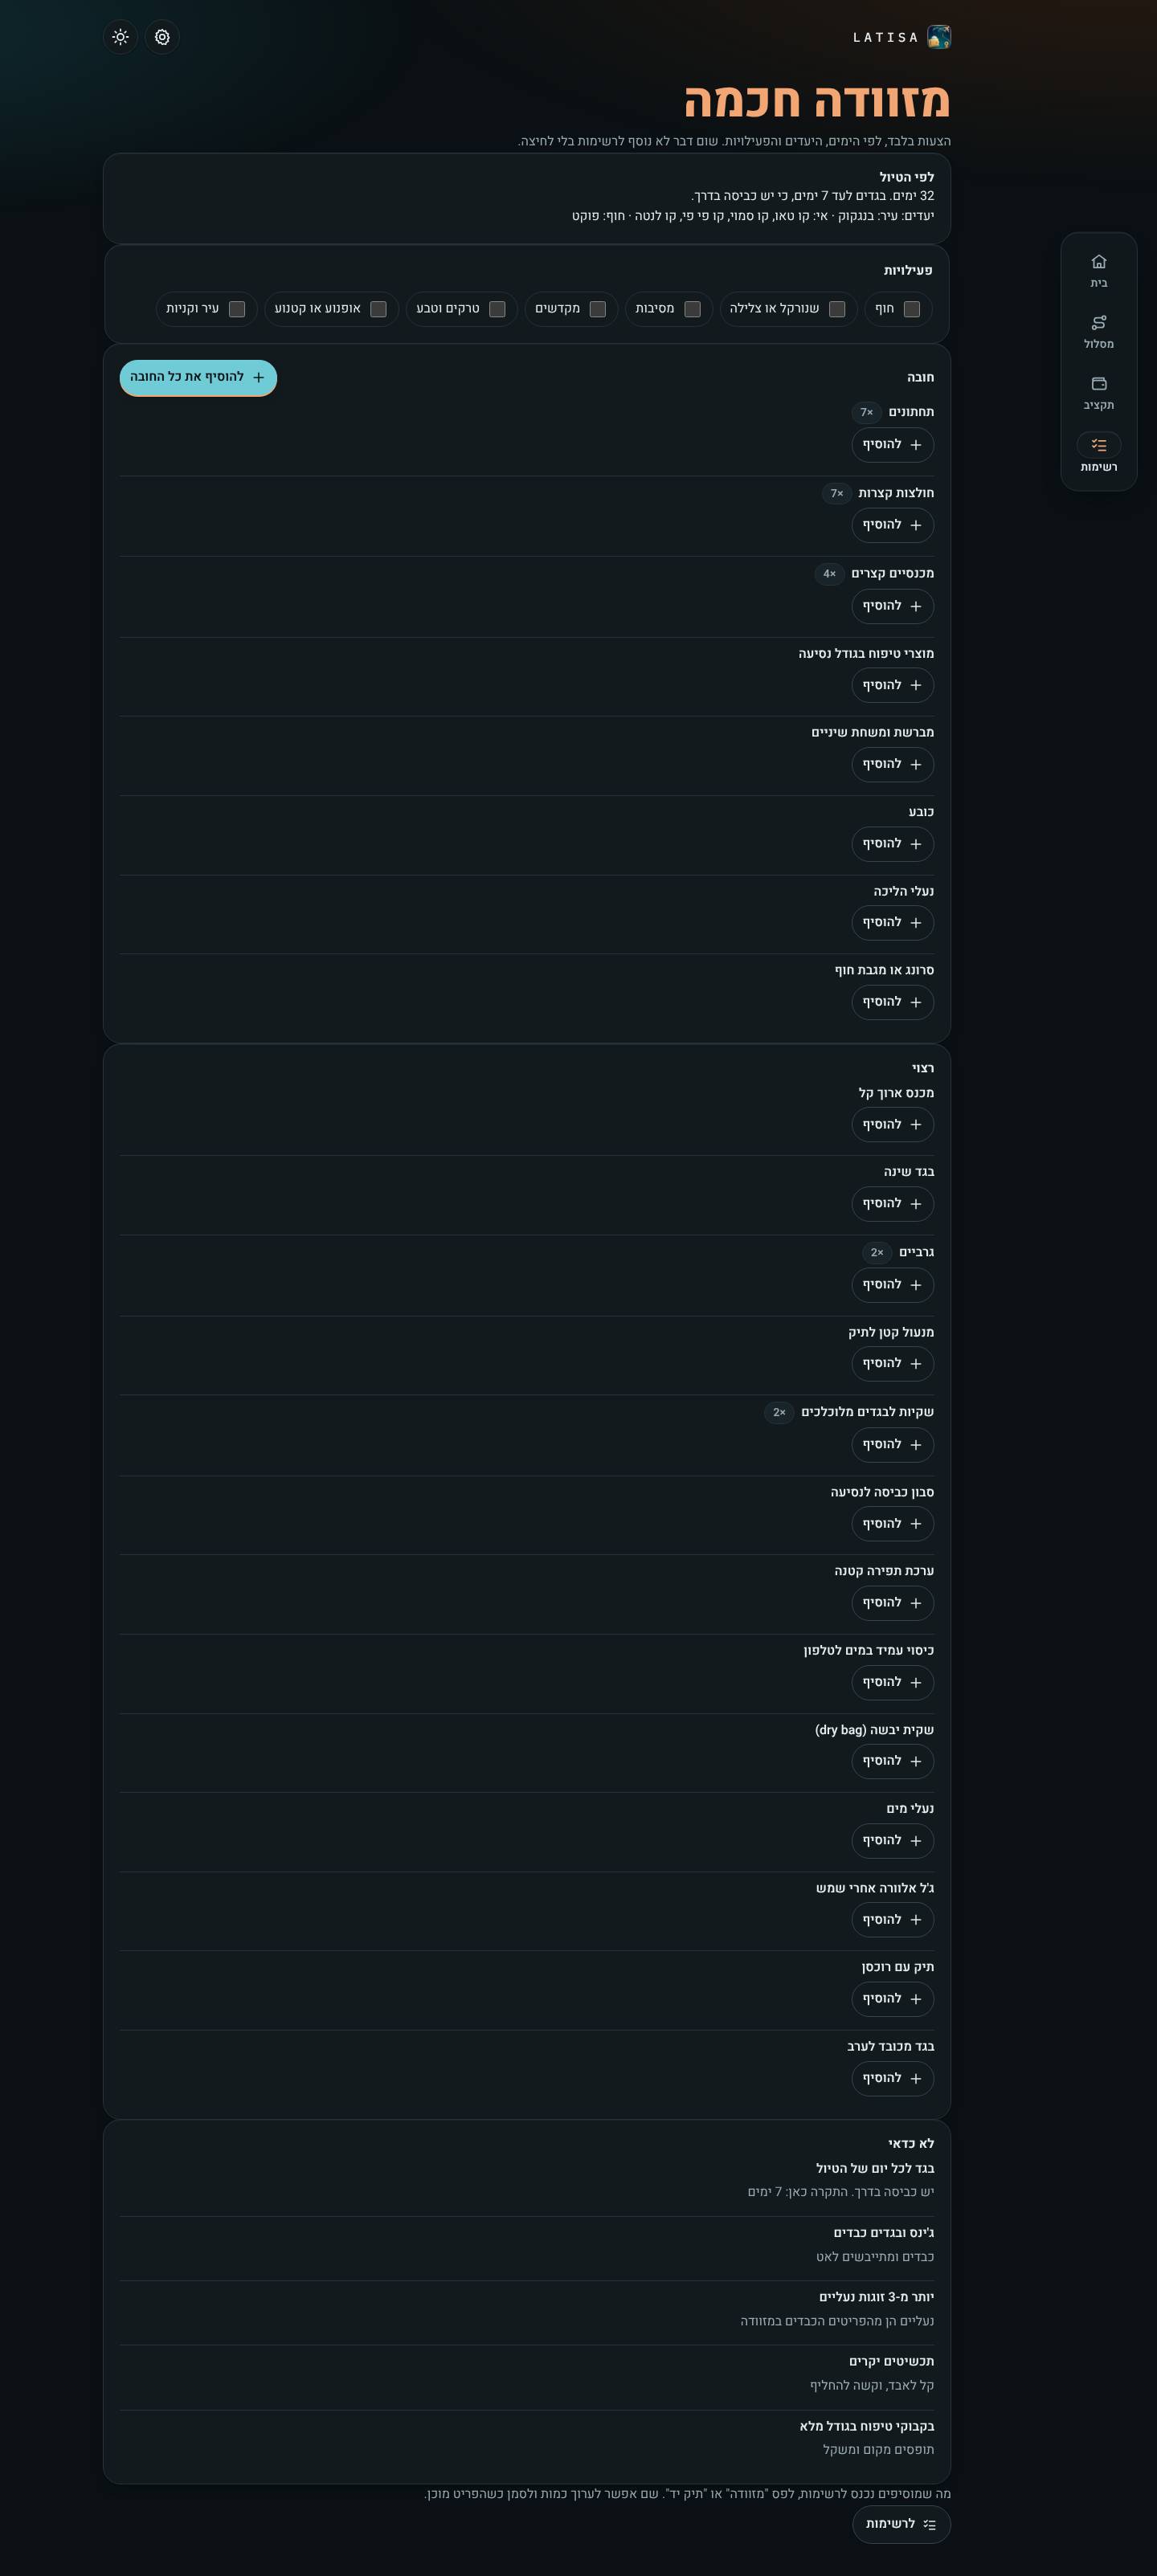 LATISA
מזוודה חכמה
הצעות בלבד, לפי הימים, היעדים והפעילויות. שום דבר לא נוסף לרשימות בלי לחיצה.
לפי הטיול
32 ימים. בגדים לעד 7 ימים, כי יש כביסה בדרך.
יעדים: עיר: בנגקוק · אי: קו טאו, קו סמוי, קו פי פי, קו לנטה · חוף: פוקט
בית
מסלול
תקציב
רשימות
פעילויות
חוף
שנורקל או צלילה
מסיבות
מקדשים
טרקים וטבע
אופנוע או קטנוע
עיר וקניות
חובה
להוסיף את כל החובה
תחתונים ×7
להוסיף
חולצות קצרות ×7
להוסיף
מכנסיים קצרים ×4
להוסיף
מוצרי טיפוח בגודל נסיעה
להוסיף
מברשת ומשחת שיניים
להוסיף
כובע
להוסיף
נעלי הליכה
להוסיף
סרונג או מגבת חוף
להוסיף
רצוי
מכנס ארוך קל
להוסיף
בגד שינה
להוסיף
גרביים ×2
להוסיף
מנעול קטן לתיק
להוסיף
שקיות לבגדים מלוכלכים ×2
להוסיף
סבון כביסה לנסיעה
להוסיף
ערכת תפירה קטנה
להוסיף
כיסוי עמיד במים לטלפון
להוסיף
שקית יבשה (dry bag)
להוסיף
נעלי מים
להוסיף
ג'ל אלוורה אחרי שמש
להוסיף
תיק עם רוכסן
להוסיף
בגד מכובד לערב
להוסיף
לא כדאי
בגד לכל יום של הטיול
יש כביסה בדרך. התקרה כאן: 7 ימים
ג'ינס ובגדים כבדים
כבדים ומתייבשים לאט
יותר מ-3 זוגות נעליים
נעליים הן מהפריטים הכבדים במזוודה
תכשיטים יקרים
קל לאבד, וקשה להחליף
בקבוקי טיפוח בגודל מלא
תופסים מקום ומשקל
מה שמוסיפים נכנס לרשימות, לפס "מזוודה" או "תיק יד". שם אפשר לערוך כמות ולסמן כשהפריט מוכן.
לרשימות